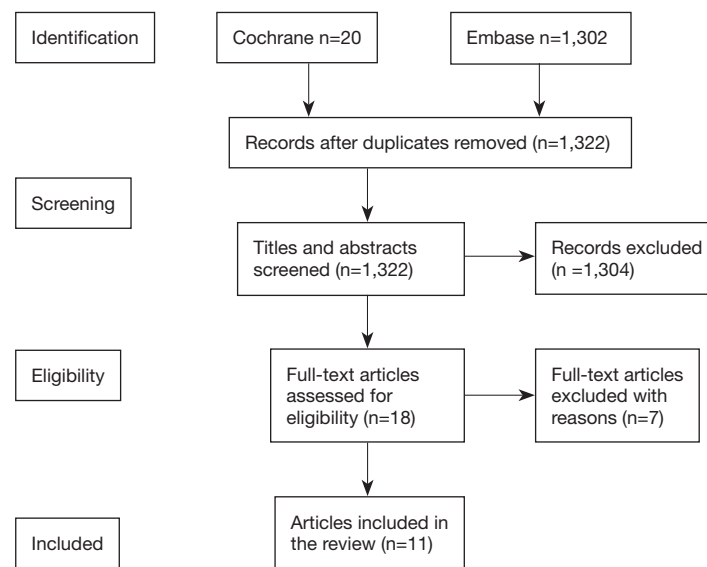 Identification
Cochrane n=20
Embase n=1,302
Records after duplicates removed (n=1,322)
Screening
Titles and abstracts
screened (n=1,322)
Records excluded
(n =1,304)
Eligibility
Full-text articles
assessed for
eligibility (n=18)
Full-text articles
excluded with
reasons (n=7)
Included
Articles included in
the review (n=11)